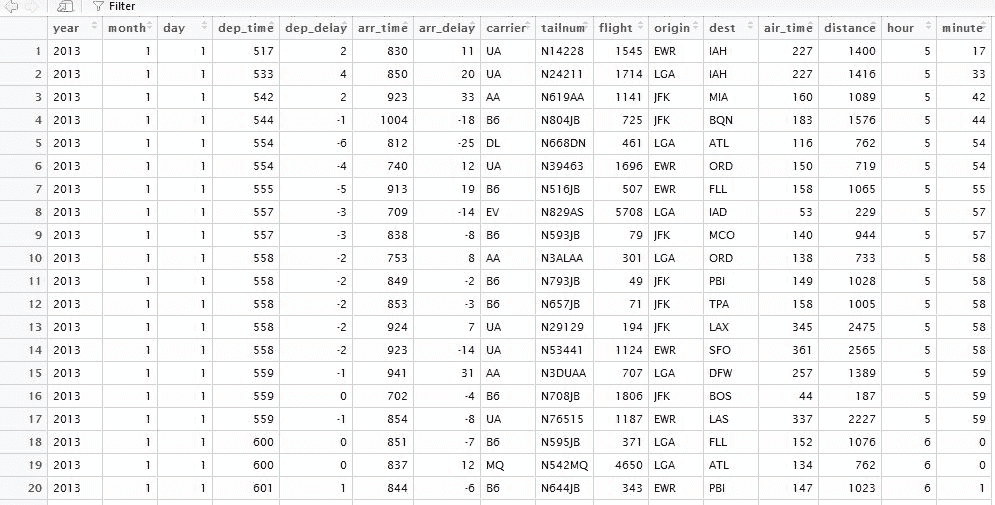 Filter
year month day dep_time dep_delay arr_time arr_delay carrier tailnum flight origin dest air_time distance hour minute
1 2013 1 1 517 2 830 11 UA N14228 1545 EWR IAH 227 1400 5 17
2 2013 1 1 533 4 850 20 UA N24211 1714 LGA IAH 227 1416 5 33
3 2013 1 1 542 2 923 33 AA N619AA 1141 JFK MIA 160 1089 5 42
4 2013 1 1 544 -1 1004 -18 B6 N804JB 725 JFK BQN 183 1576 5 44
5 2013 1 1 554 -6 812 -25 DL N668DN 461 LGA ATL 116 762 5 54
6 2013 1 1 554 -4 740 12 UA N39463 1696 EWR ORD 150 719 5 54
7 2013 1 1 555 -5 913 19 B6 N516JB 507 EWR FLL 158 1065 5 55
8 2013 1 1 557 -3 709 -14 EV N829AS 5708 LGA IAD 53 229 5 57
9 2013 1 1 557 -3 838 -8 B6 N593JB 79 JFK MCO 140 944 5 57
10 2013 1 1 558 -2 753 8 AA N3ALAA 301 LGA ORD 138 733 5 58
11 2013 1 1 558 -2 849 -2 B6 N793JB 49 JFK PBI 149 1028 5 58
12 2013 1 1 558 -2 853 -3 B6 N657JB 71 JFK TPA 158 1005 5 58
13 2013 1 1 558 -2 924 7 UA N29129 194 JFK LAX 345 2475 5 58
14 2013 1 1 558 -2 923 -14 UA N53441 1124 EWR SFO 361 2565 5 58
15 2013 1 1 559 -1 941 31 AA N3DUAA 707 LGA DFW 257 1389 5 59
16 2013 1 1 559 0 702 -4 B6 N708JB 1806 JFK BOS 44 187 5 59
17 2013 1 1 559 -1 854 -8 UA N76515 1187 EWR LAS 337 2227 5 59
18 2013 1 1 600 0 851 -7 B6 N595JB 371 LGA FLL 152 1076 6 0
19 2013 1 1 600 0 837 12 MQ N542MQ 4650 LGA ATL 134 762 6 0
20 2013 1 1 601 1 844 -6 B6 N644JB 343 EWR PBI 147 1023 6 1